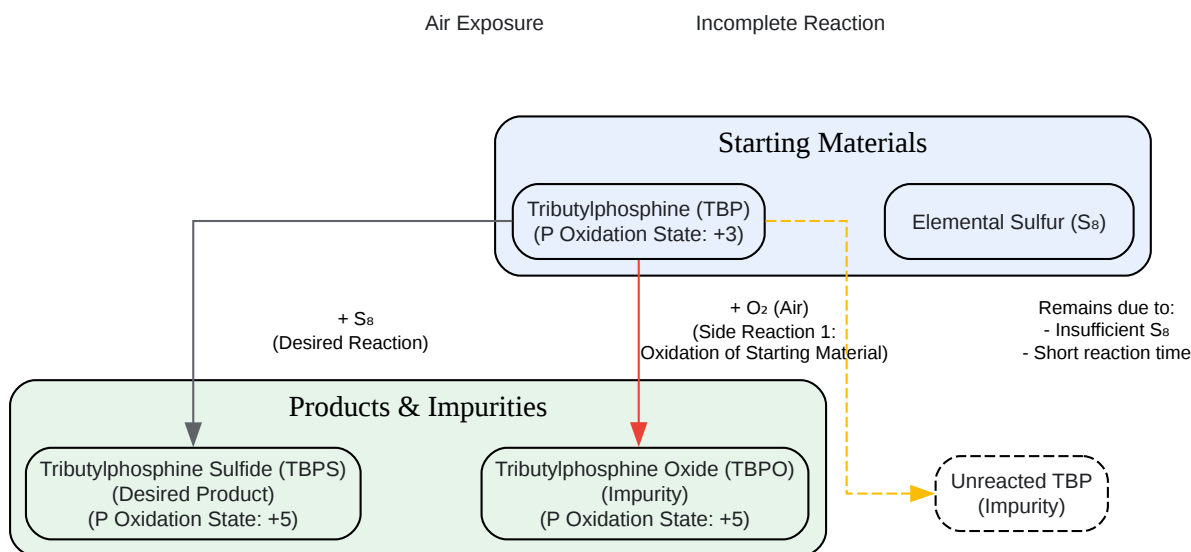 Air Exposure
Incomplete Reaction
Starting Materials
Tributylphosphine (TBP)
(P Oxidation State: +3)
Elemental Sulfur (S₈)
+ S₈
(Desired Reaction)
+ O₂ (Air)
(Side Reaction 1:
Oxidation of Starting Material)
Remains due to:
- Insufficient S₈
- Short reaction time
Products & Impurities
Tributylphosphine Sulfide (TBPS)
(Desired Product)
(P Oxidation State: +5)
Tributylphosphine Oxide (TBPO)
(Impurity)
(P Oxidation State: +5)
Unreacted TBP
(Impurity)